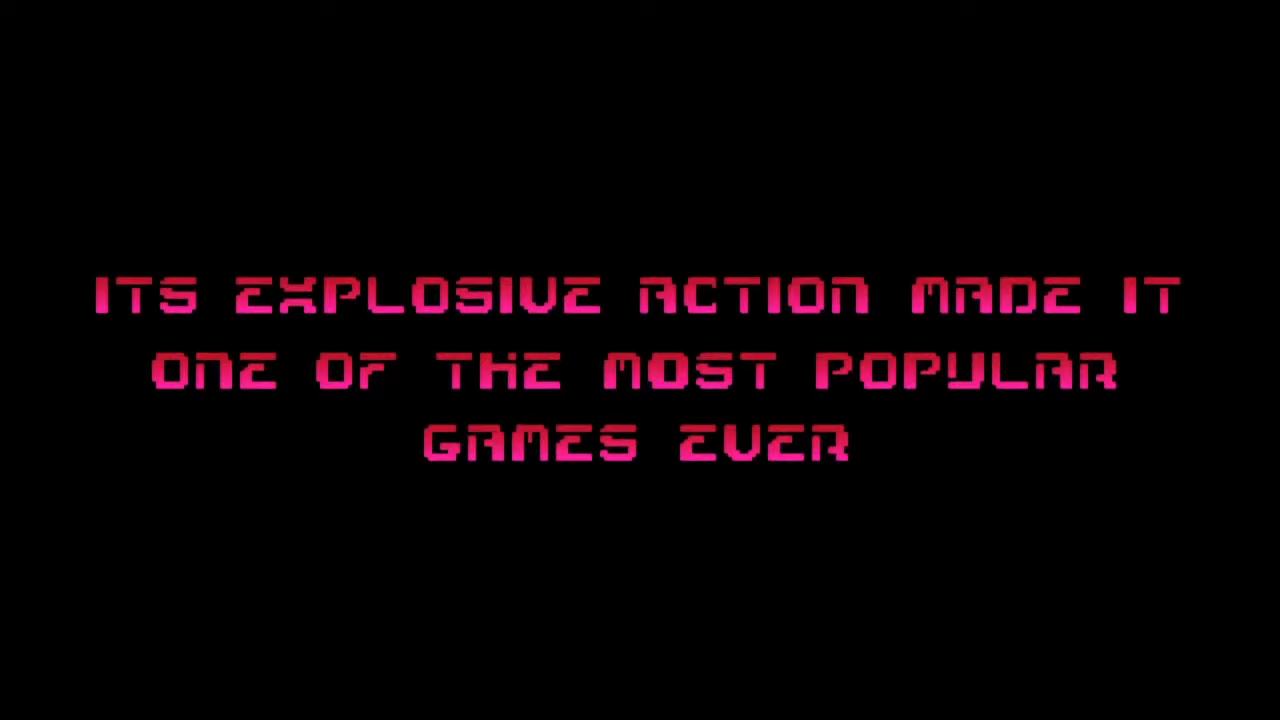 ITS EXPLOSIVE ACTION MADE IT
ONE OF THE MOST POPULAR
GAMES EVER